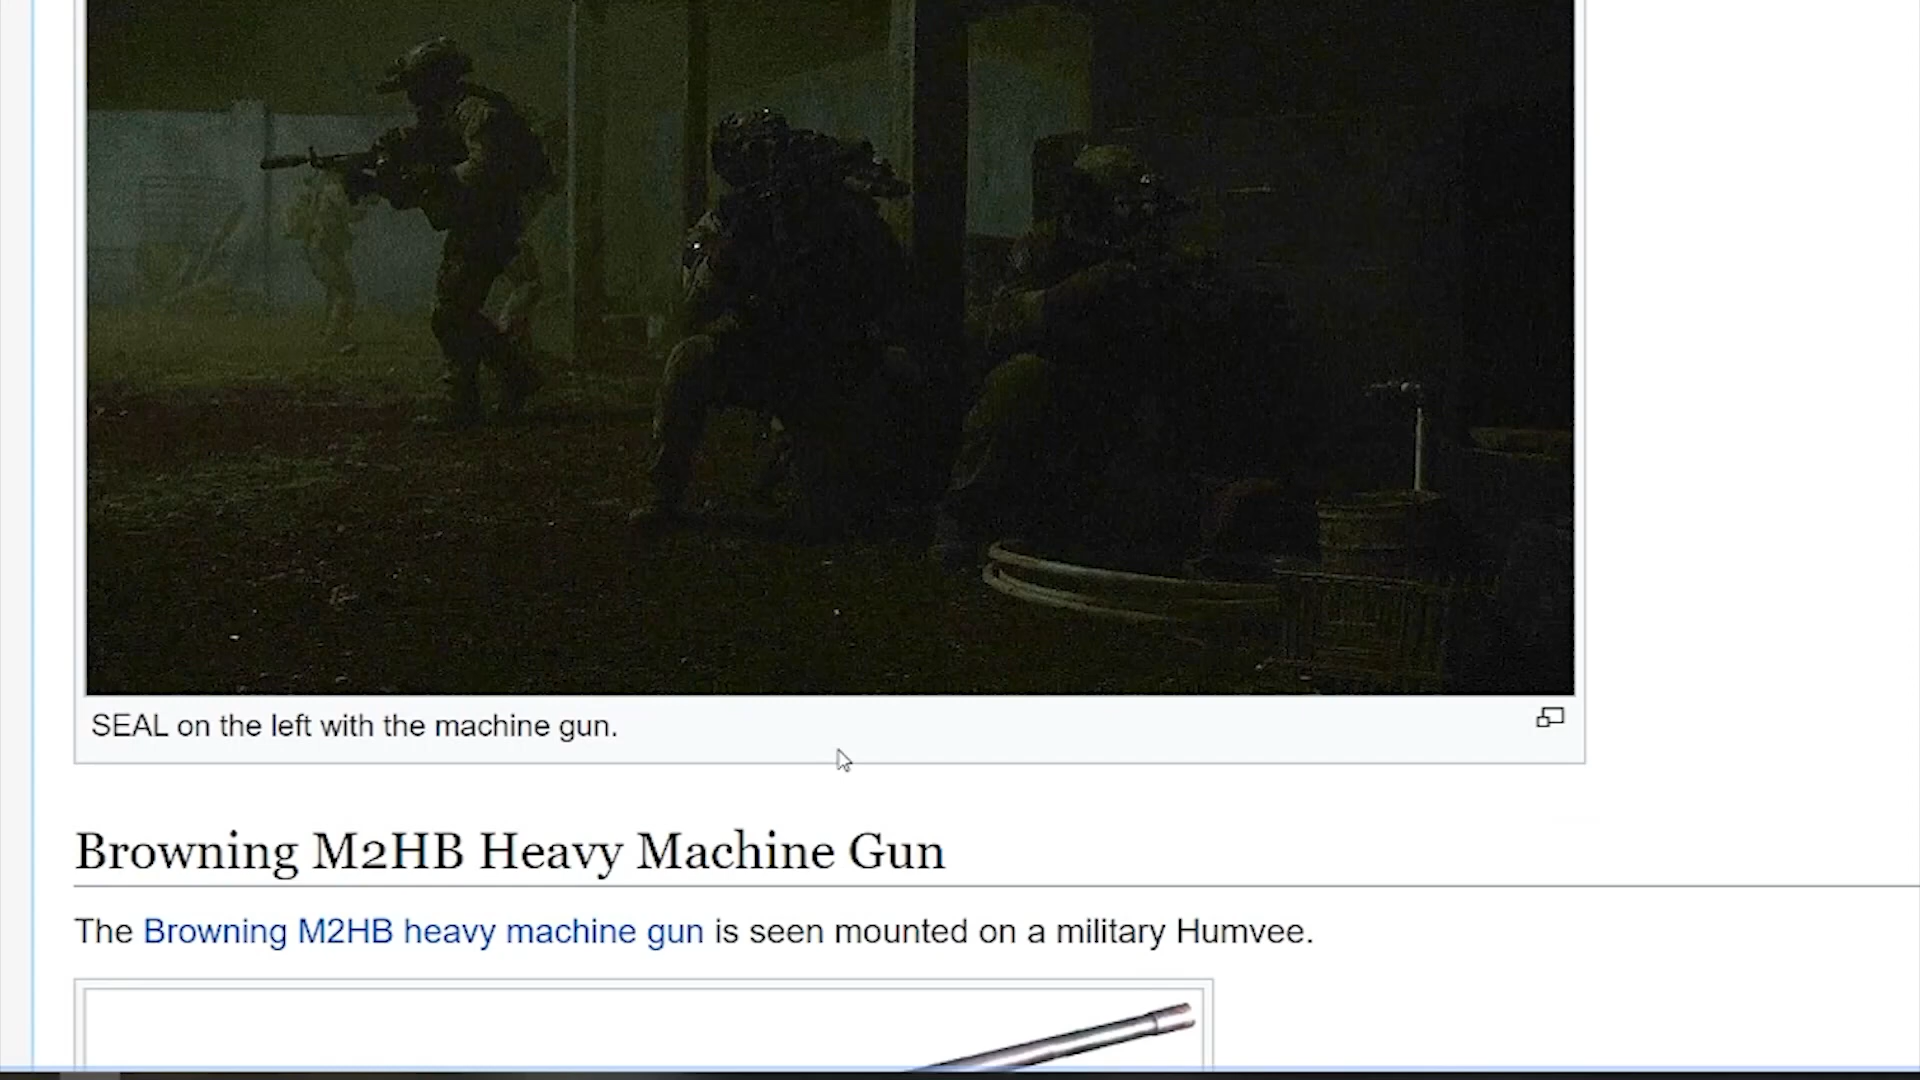 SEAL on the left with the machine gun.
Browning M2HB Heavy Machine Gun
The Browning M2HB heavy machine gun is seen mounted on a military Humvee.